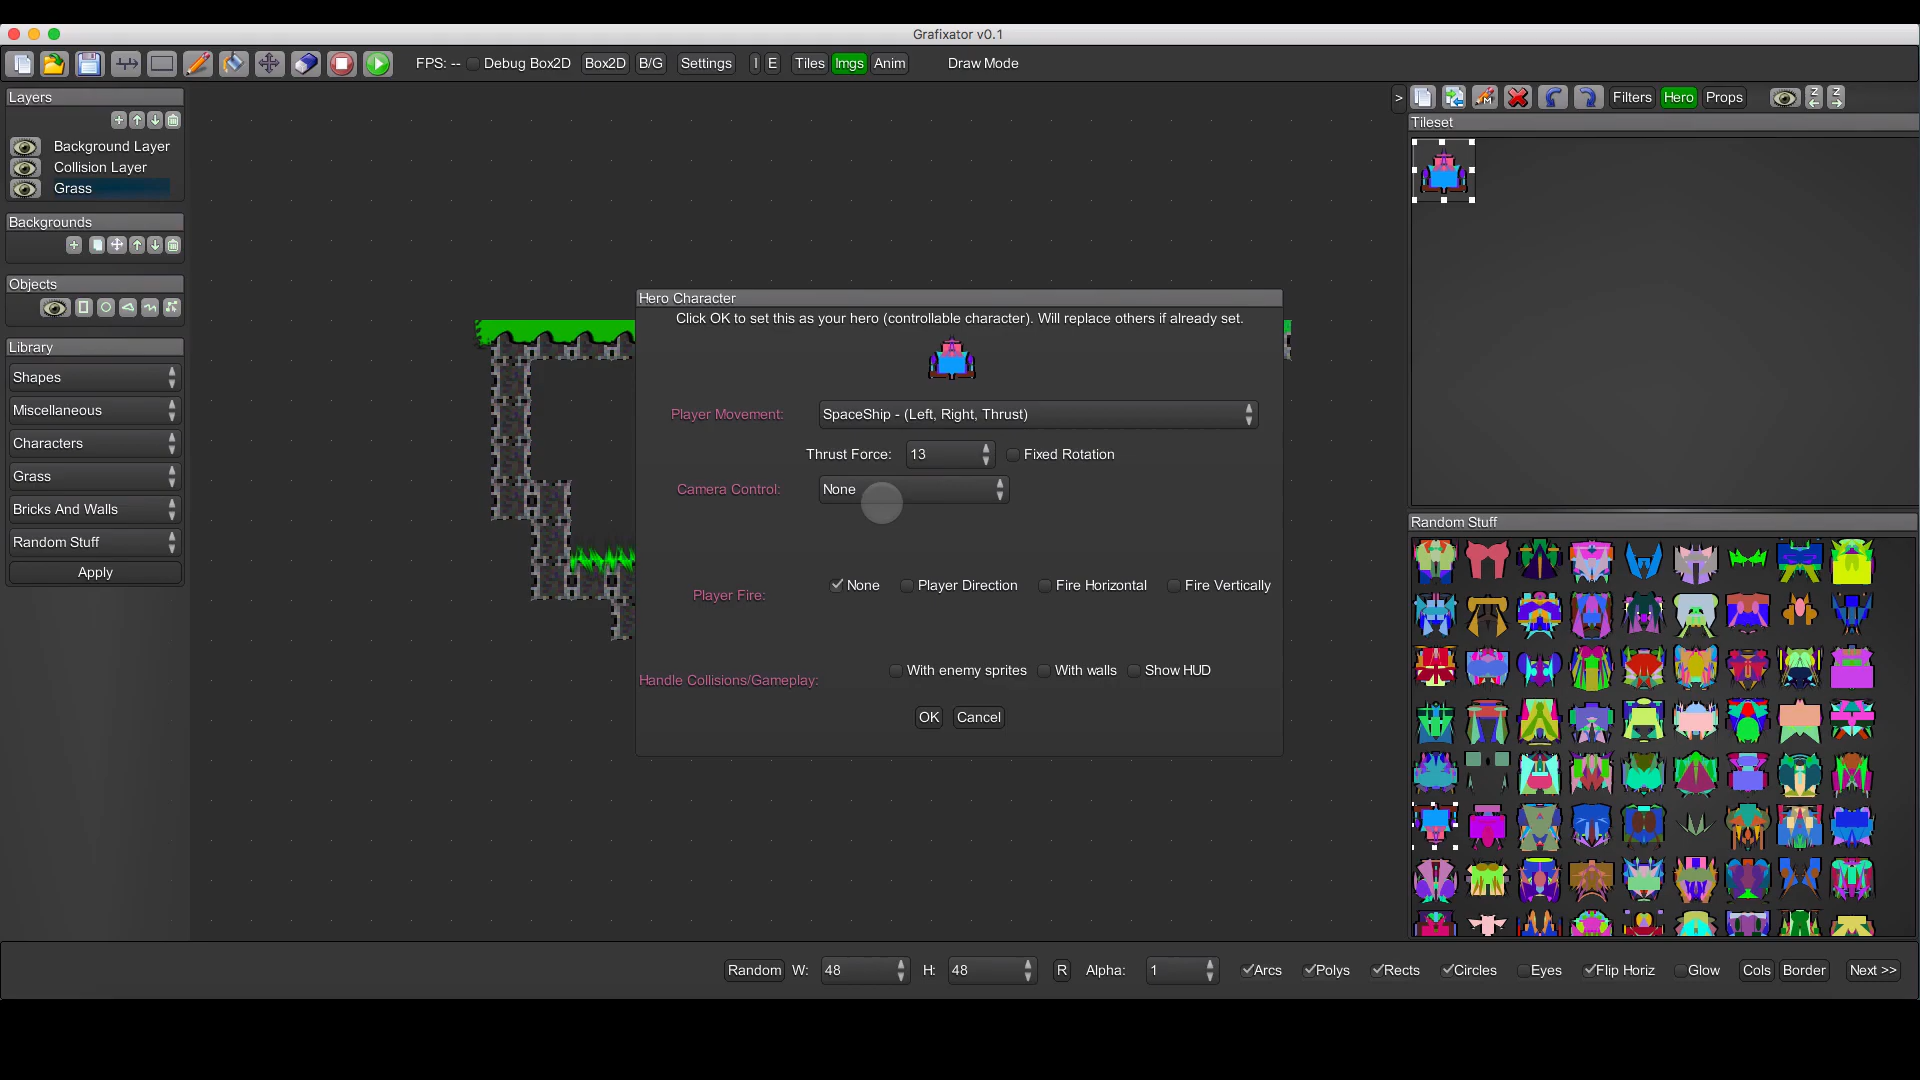 Grafixator v0.1
FPS: -- Debug Box2D Box2D B/G Settings I E Tiles Imgs Anim Draw Mode
Layers
Background Layer
Collision Layer
Grass
Backgrounds
Objects
Library
Shapes
Miscellaneous
Characters
Grass
Bricks And Walls
Random Stuff
Apply
Hero Character
Click OK to set this as your hero (controllable character). Will replace others if already set.
Player Movement: SpaceShip - (Left, Right, Thrust)
Thrust Force: 13 Fixed Rotation
Camera Control: None
Player Fire: None Player Direction Fire Horizontal Fire Vertically
Handle Collisions/Gameplay: With enemy sprites With walls Show HUD
OK Cancel
> M Filters Hero Props Z Z
Tileset
Random Stuff
Random W: 48 H: 48 R Alpha: 1 Arcs Polys Rects Circles Eyes Flip Horiz Glow Cols Border Next >>